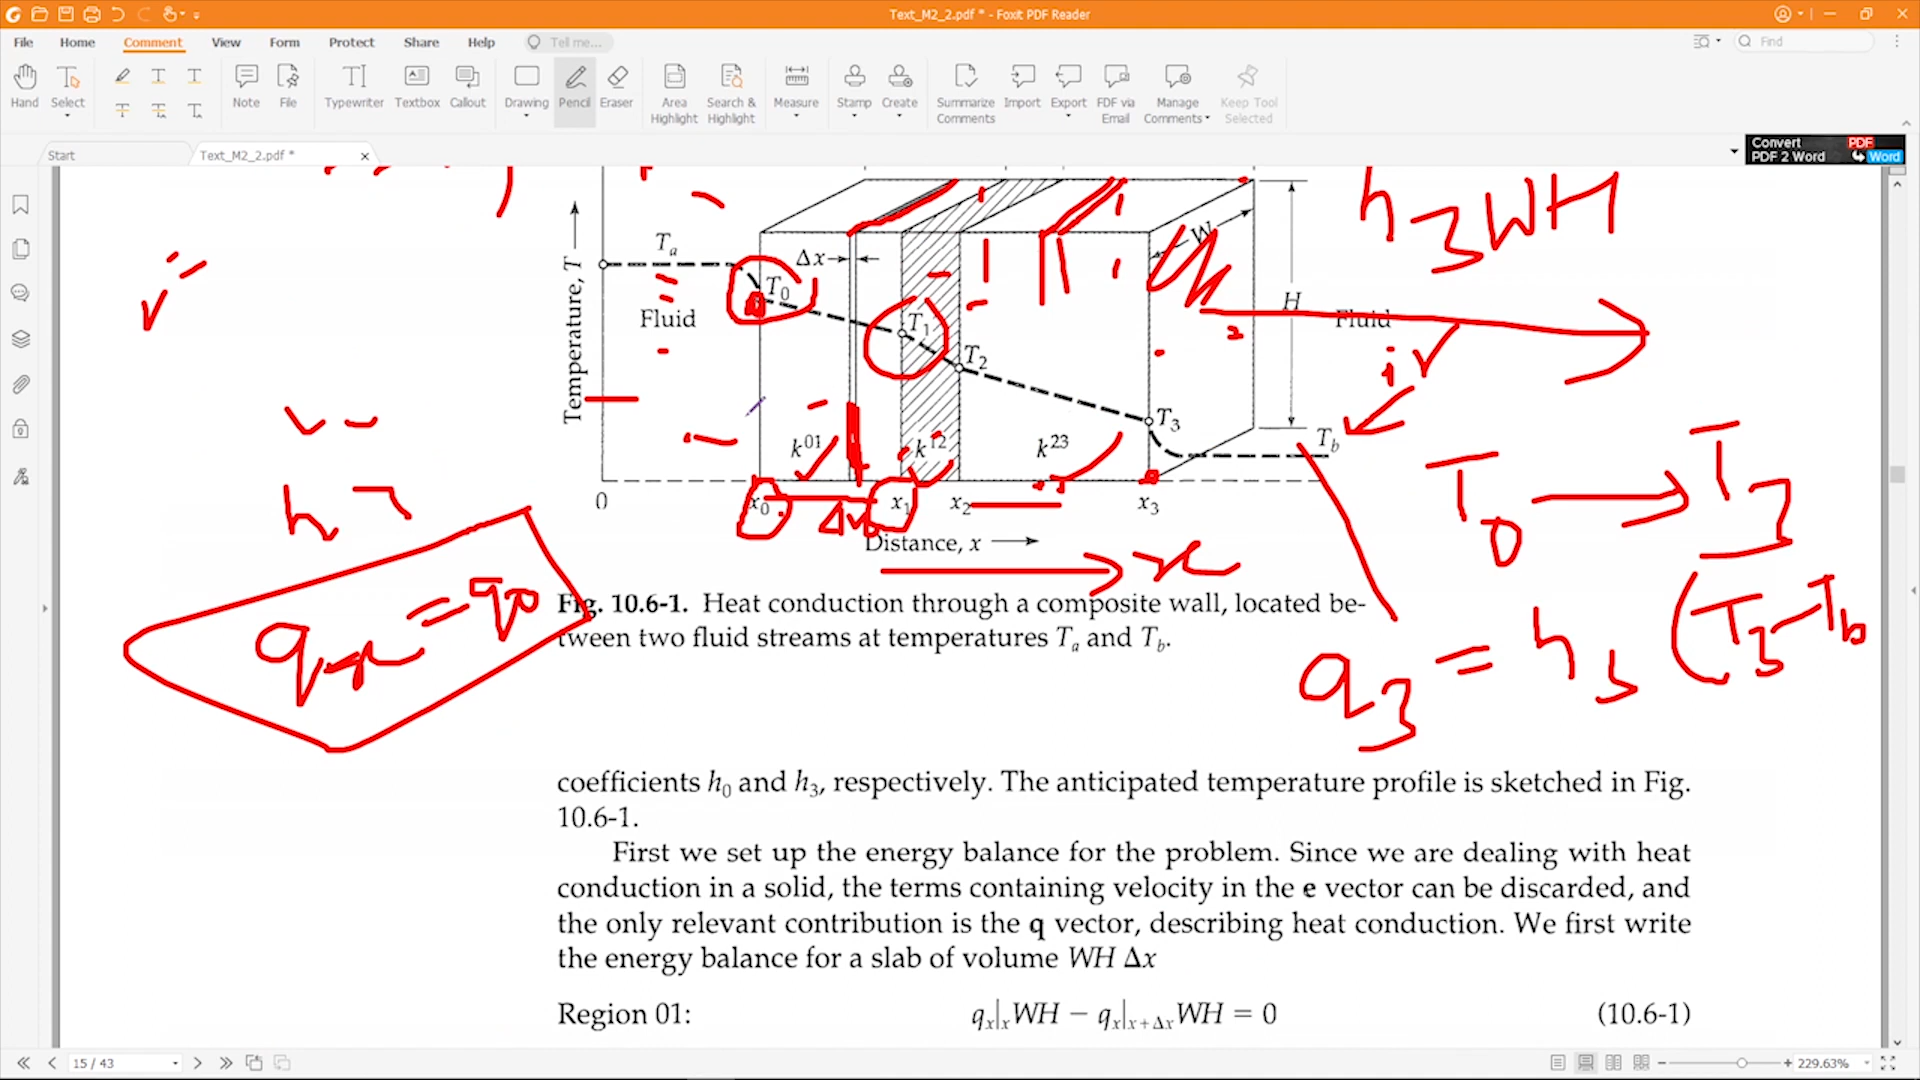 Text_M2_2.pdf * - Foxit PDF Reader
File Home Comment View Form Protect Share Help Tell me... Find
Hand Select Note File Typewriter Textbox Callout Drawing Pencil Eraser Area Highlight Search & Highlight Measure Stamp Create Summarize Comments Import Export FDF via Email Manage Comments Keep Tool Selected
Start Text_M2_2.pdf * Convert PDF 2 Word PDF Word
h3WH
Temperature, T
Ta
Δx
T0
W
T1
Fluid
H
Fluid
T2
T3
Tb
k01 k12 k23
T0 → T3
0 x0 x1 x2 x3
Distance, x
x
qx = q0
q3 = h3 (T3 - Tb
Fig. 10.6-1. Heat conduction through a composite wall, located be-
tween two fluid streams at temperatures Ta and Tb.
coefficients h0 and h3, respectively. The anticipated temperature profile is sketched in Fig.
10.6-1.
First we set up the energy balance for the problem. Since we are dealing with heat
conduction in a solid, the terms containing velocity in the e vector can be discarded, and
the only relevant contribution is the q vector, describing heat conduction. We first write
the energy balance for a slab of volume WH Δx
Region 01: qx|xWH − qx|x+ΔxWH = 0 (10.6-1)
15 / 43 229.63%